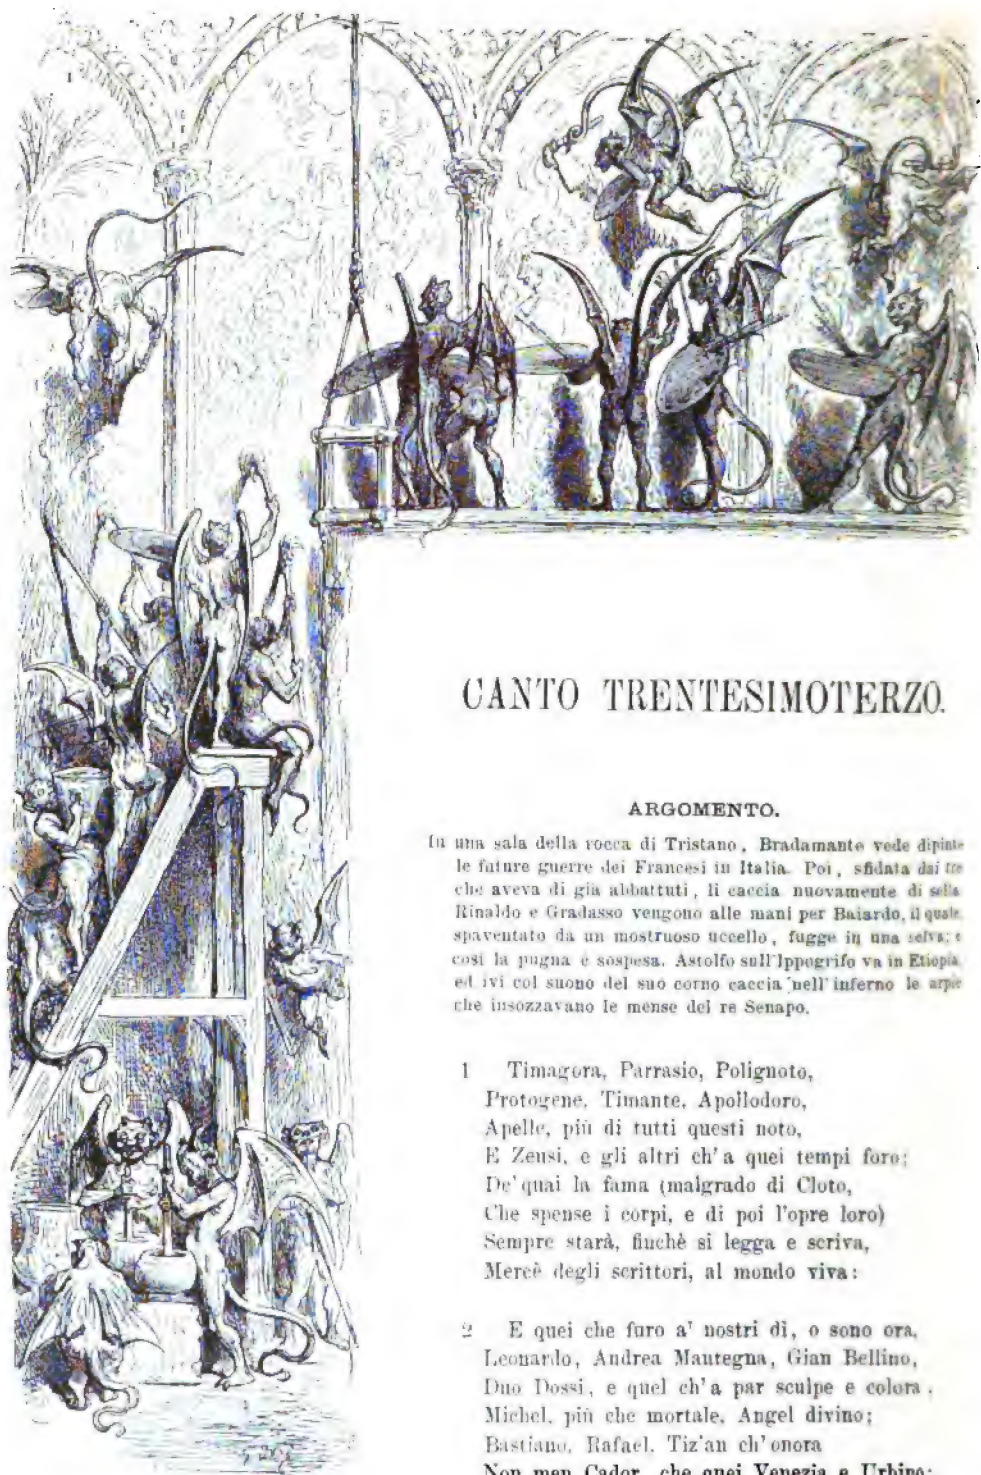 CANTO TRENTESIMOTERZO.
ARGOMENTO.
In una sala della rocca di Tristano, Bradamante vede dipinte
le future guerre dei Francesi in Italia. Poi, sfidata dai tre
che aveva di già abbattuti, li caccia nuovamente di sella.
Rinaldo e Gradasso vengono alle mani per Baiardo, il quale,
spaventato da un mostruoso uccello, fugge in una selva; e
così la pugna è sospesa. Astolfo sull'Ippogrifo va in Etiopia,
ed ivi col suono del suo corno caccia nell'inferno le arpie
che insozzavano le mense del re Senapo.
1 Timagora, Parrasio, Polignoto,
Protogene, Timante, Apollodoro,
Apelle, più di tutti questi noto,
E Zeusi, e gli altri ch'a quei tempi foro;
De' quai la fama (malgrado di Cloto,
Che spense i corpi, e di poi l'opre loro)
Sempre starà, finchè si legga e scriva,
Mercè degli scrittori, al mondo viva:
2 E quei che furo a' nostri dì, o sono ora,
Leonardo, Andrea Mantegna, Gian Bellino,
Duo Dossi, e quel ch'a par sculpe e colora,
Michel, più che mortale, Angel divino;
Bastiano, Rafael, Tizian ch'onora
Non men Cador, che quei Venezia e Urbino;